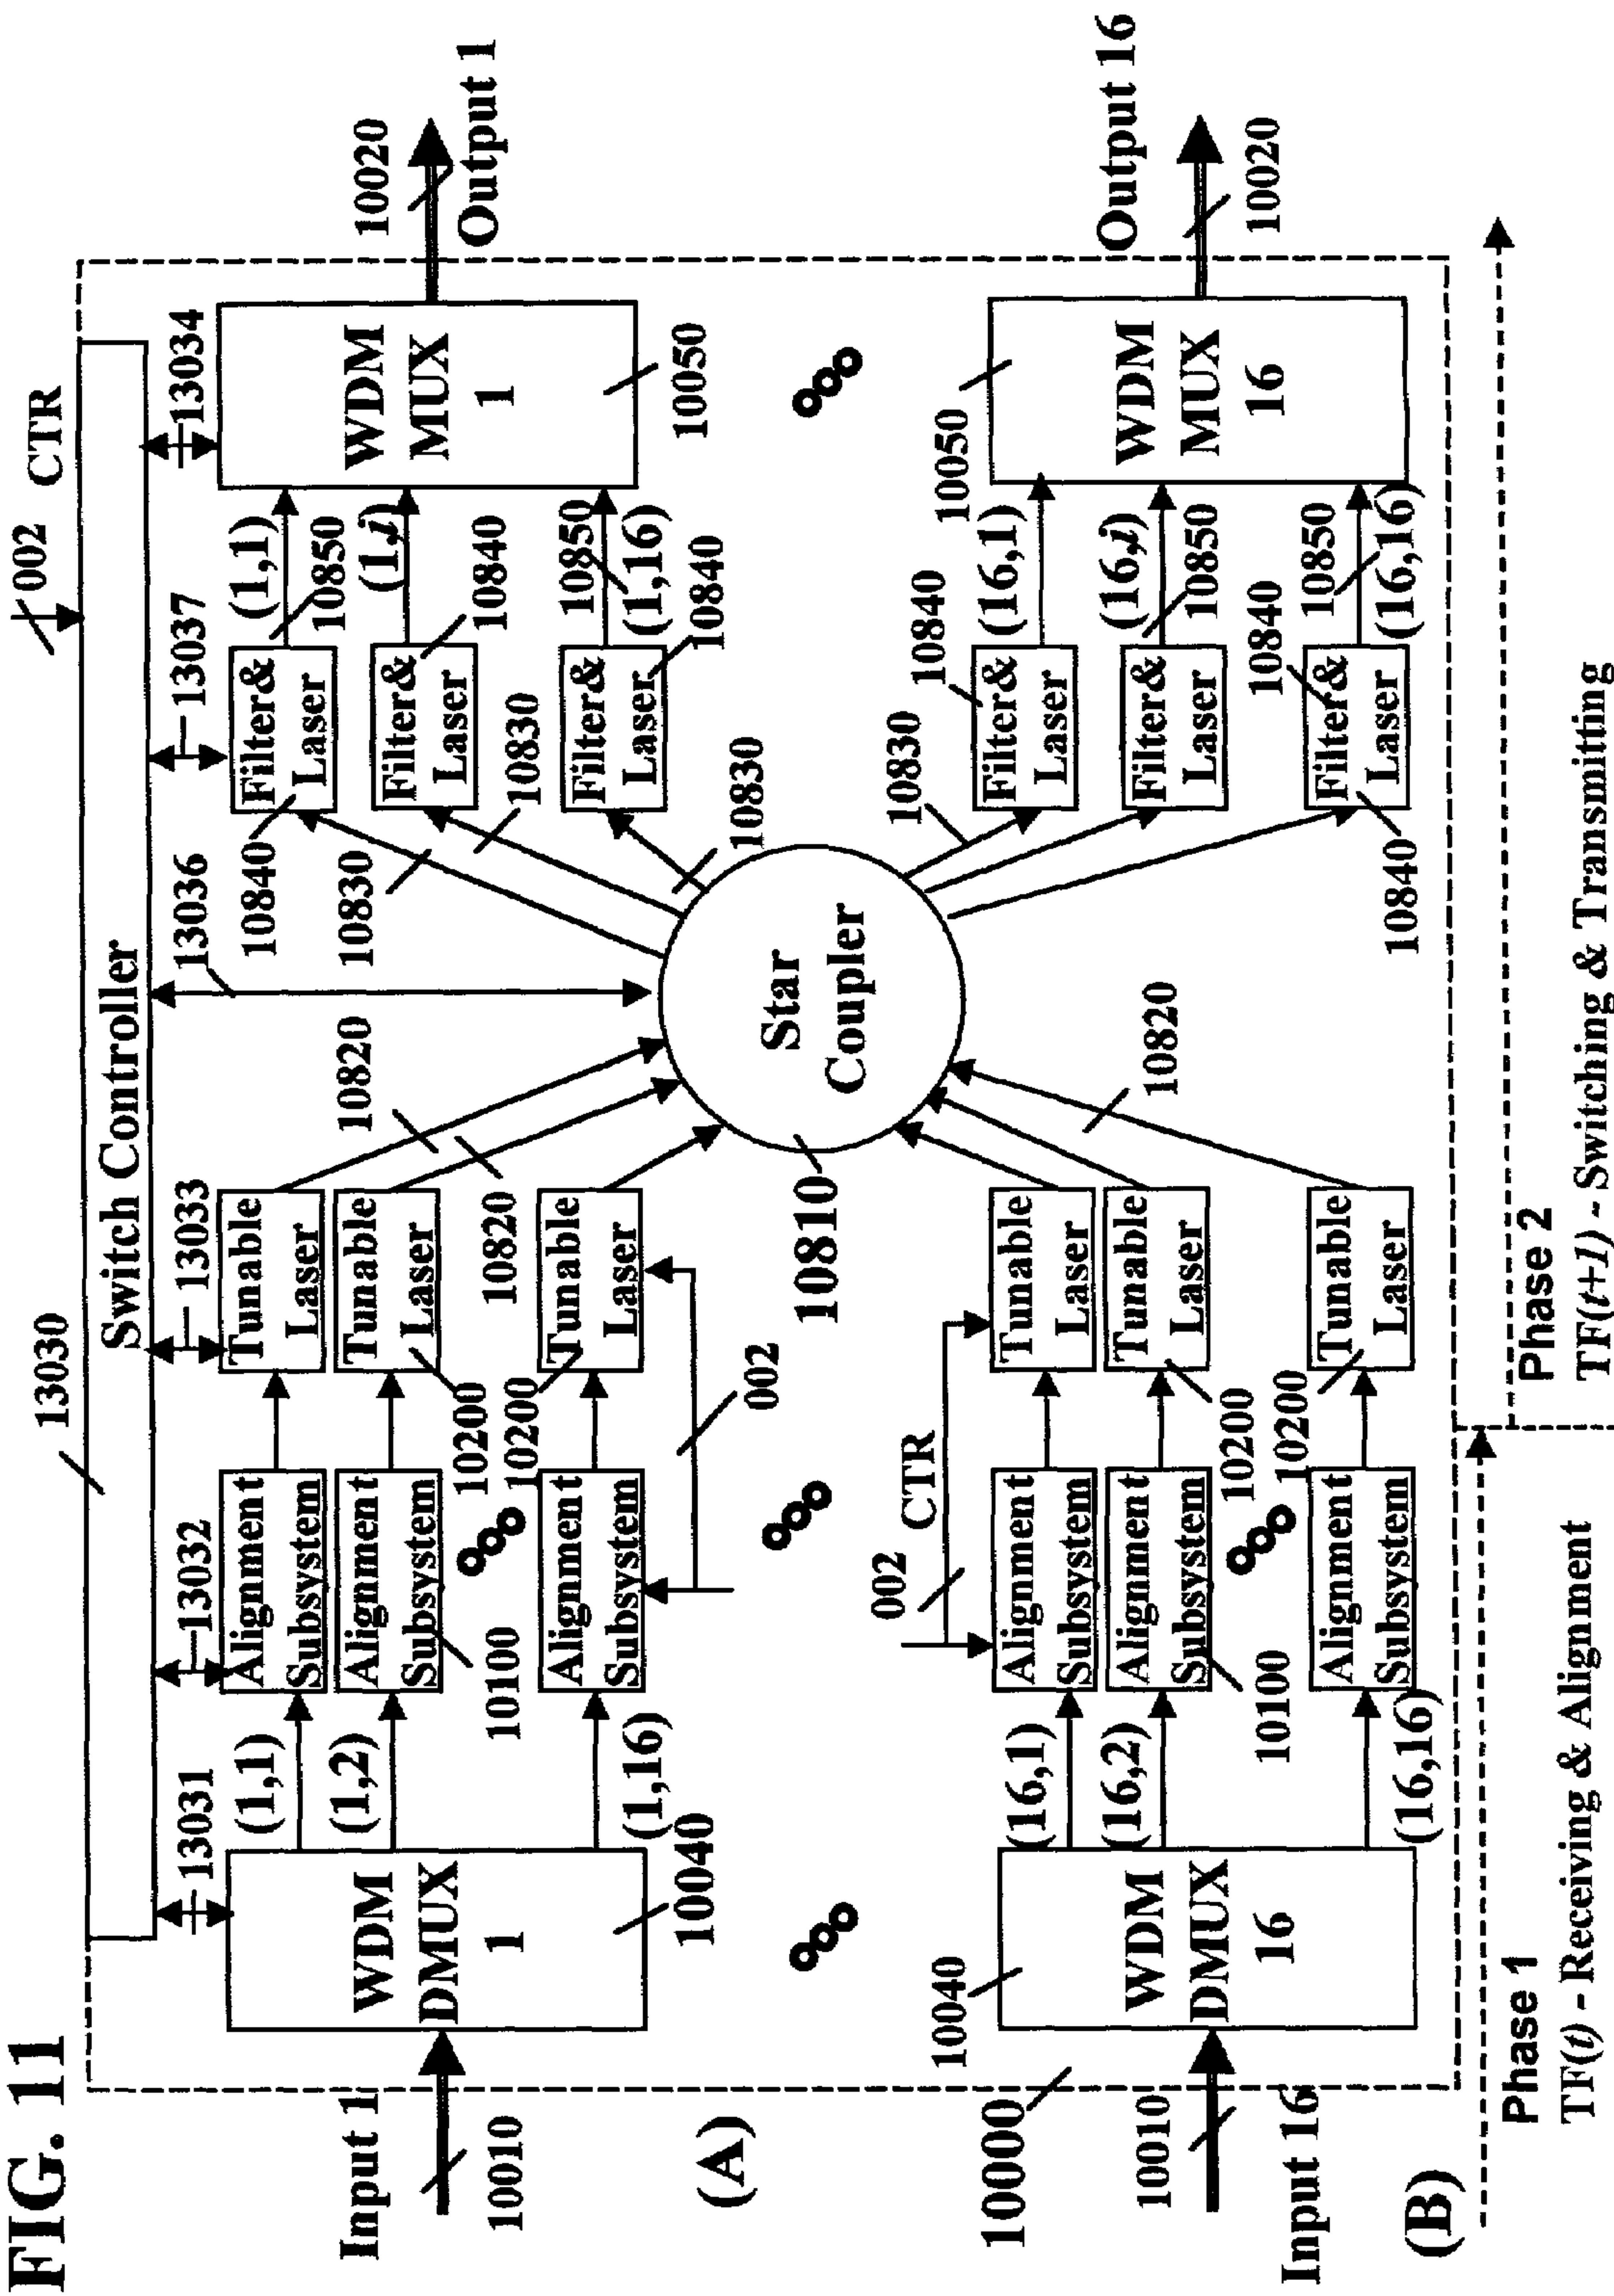 FIG. 11
13030
002
CTR
Switch Controller
13031
13032
13033
13036
13037
13034
Input 1
10010
WDM
DMUX
1
10040
(1,1)
(1,2)
(1,16)
Alignment
Subsystem
Alignment
Subsystem
10100
Alignment
Subsystem
Tunable
Laser
Tunable
Laser
10200
10200
Tunable
Laser
002
10820
10820
Star
Coupler
10810
10840
10830
10830
10830
Filter&
Laser
Filter&
Laser
Filter&
Laser
(1,1)
10850
(1,i)
10840
10850
(1,16)
10840
WDM
MUX
1
10050
10020
Output 1
(A)
10000
Input 16
10010
10040
WDM
DMUX
16
(16,1)
(16,2)
(16,16)
002
CTR
Alignment
Subsystem
Alignment
Subsystem
10100
Alignment
Subsystem
Tunable
Laser
Tunable
Laser
10200
10200
Tunable
Laser
10820
10830
10840
Filter&
Laser
Filter&
Laser
10840
Filter&
Laser
10840
(16,1)
(16,i)
10850
10850
(16,16)
10050
WDM
MUX
16
Output 16
10020
(B)
Phase 1
TF(t) - Receiving & Alignment
Phase 2
TF(t+1) - Switching & Transmitting